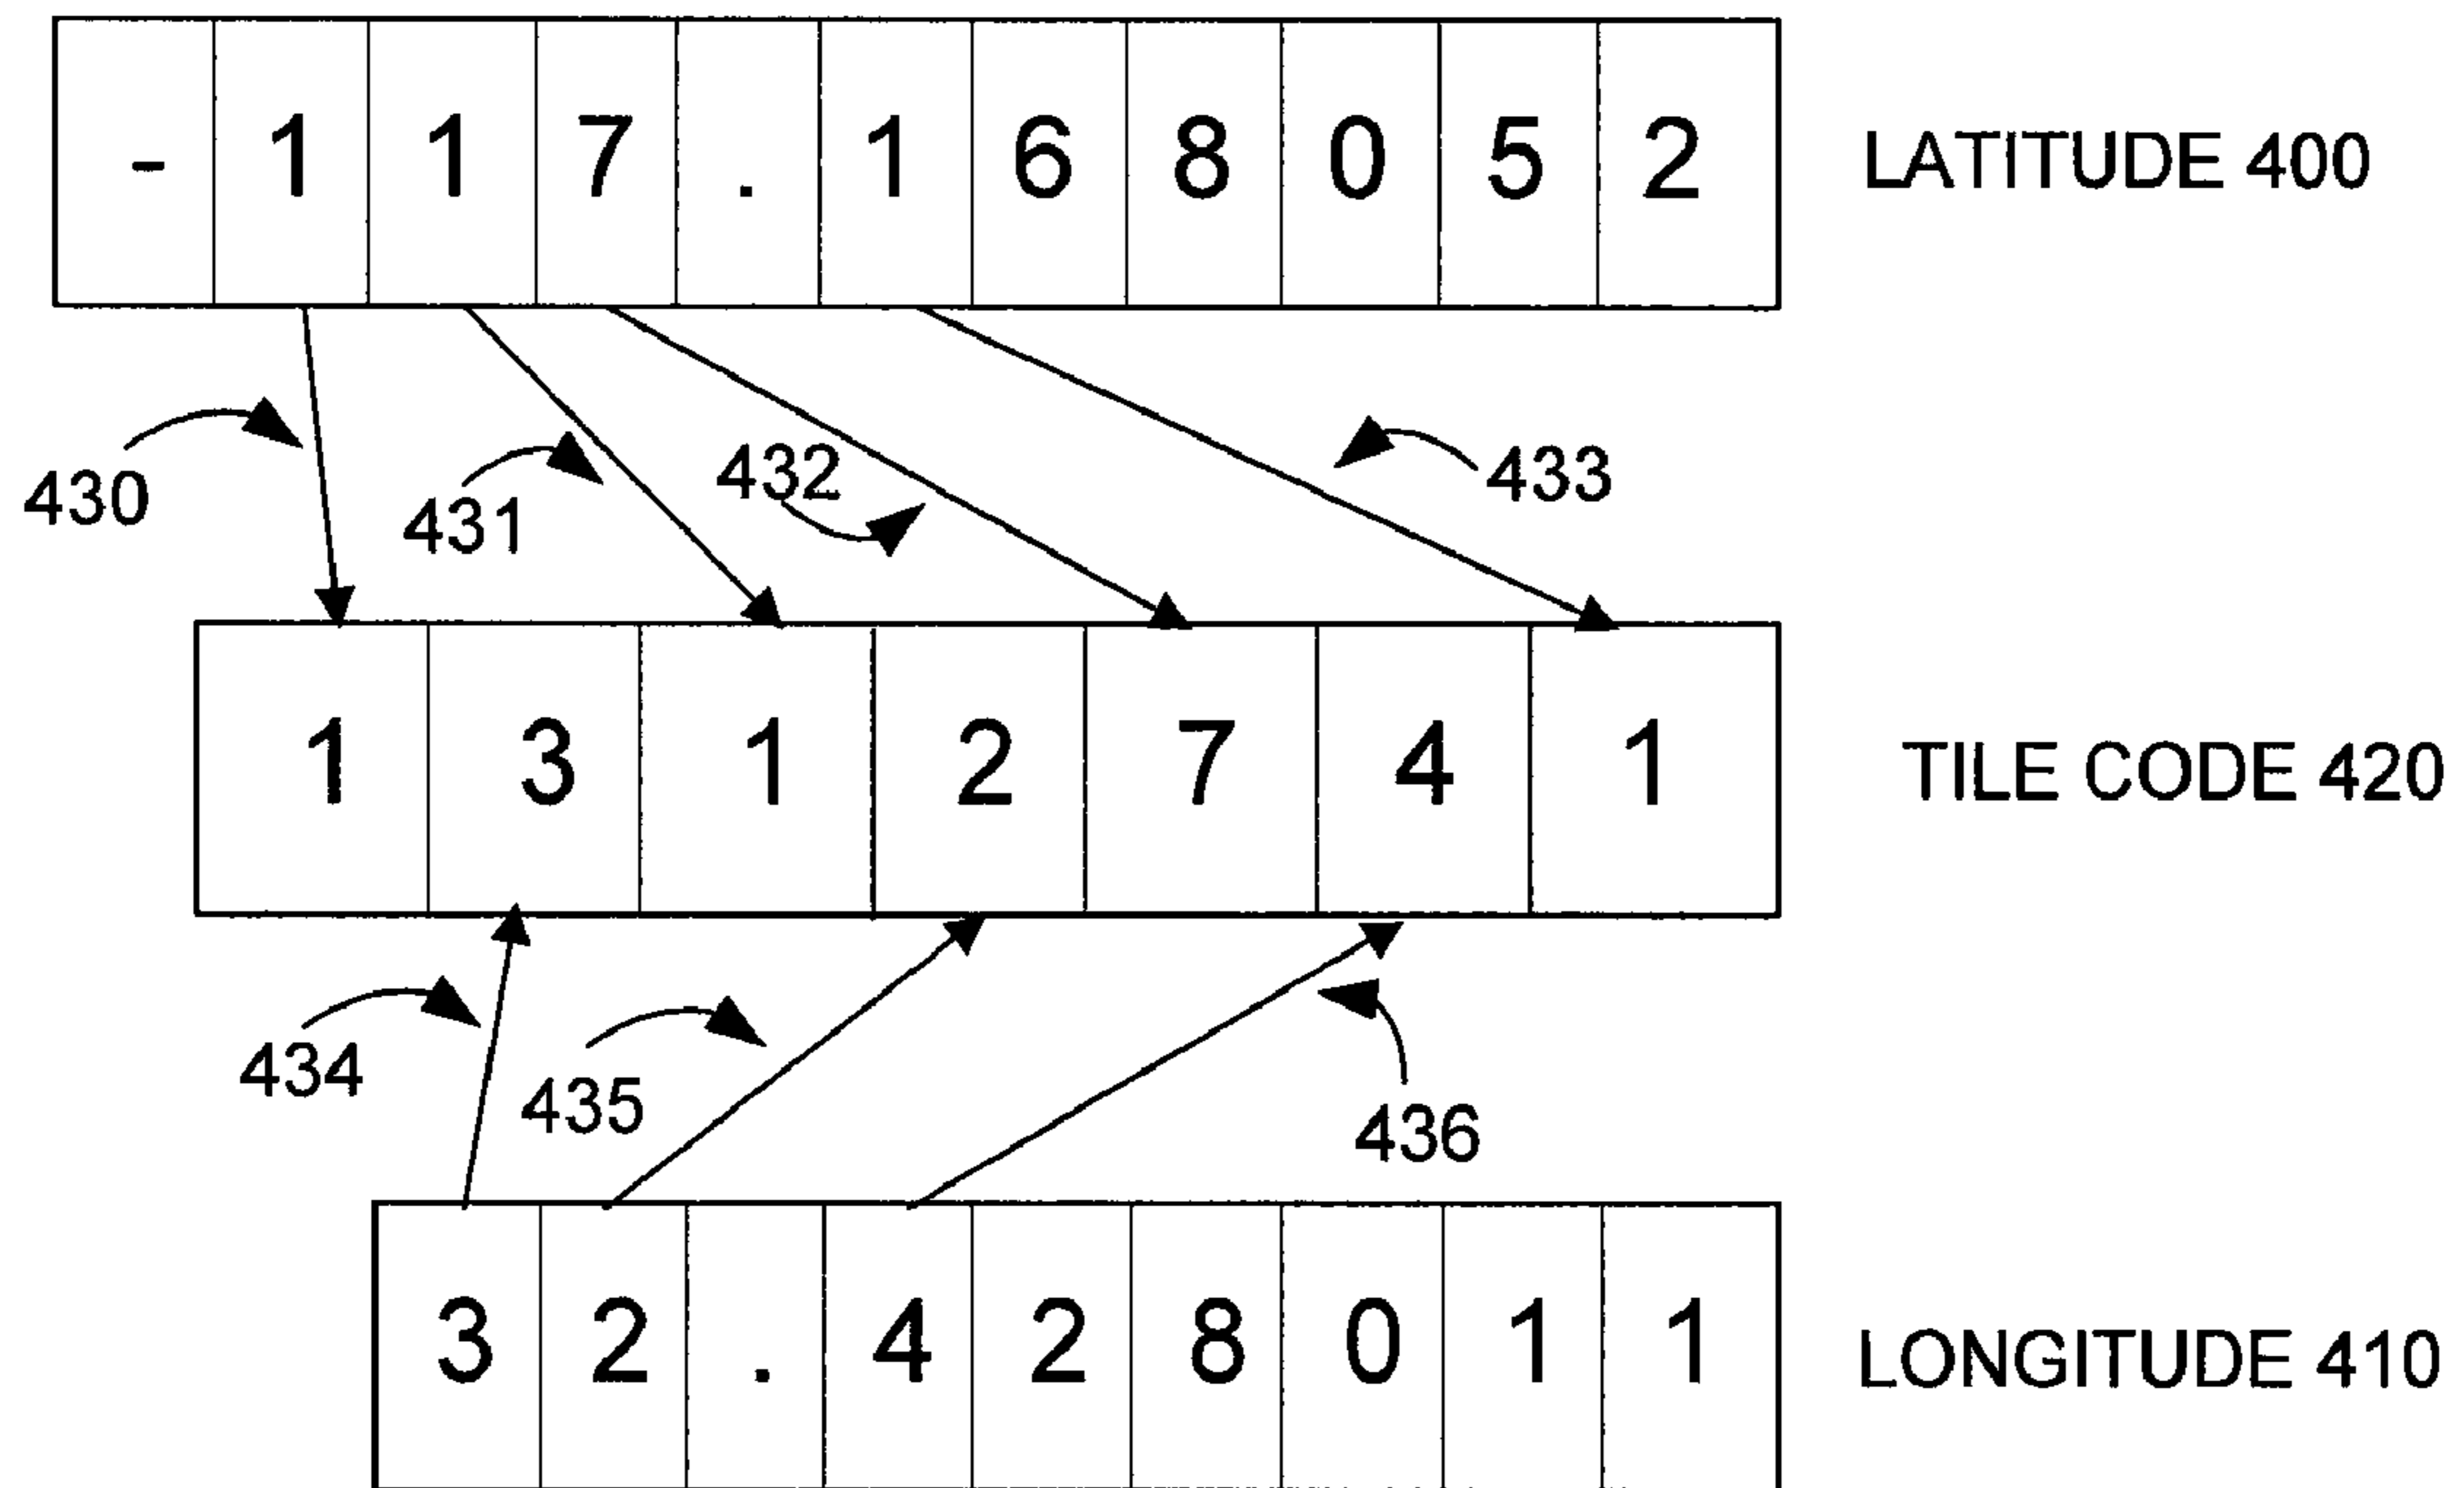 - 1 1 7 . 1 6 8 0 5 2 LATITUDE 400
430 431 432 433
1 3 1 2 7 4 1 TILE CODE 420
434 435 436
3 2 . 4 2 8 0 1 1 LONGITUDE 410